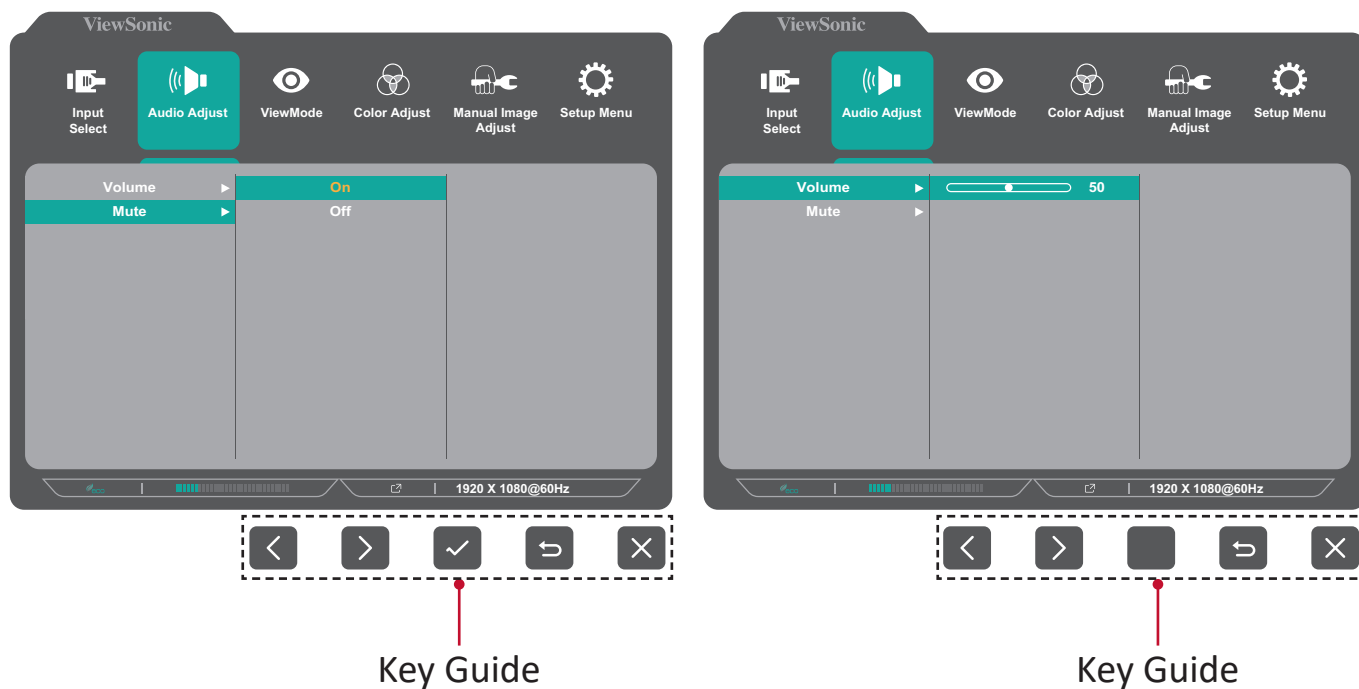 ViewSonic
Input
Select
Audio Adjust
ViewMode
Color Adjust
Manual Image
Adjust
Setup Menu
Volume
On
Mute
Off
eco
1920 X 1080@60Hz
Key Guide
ViewSonic
Input
Select
Audio Adjust
ViewMode
Color Adjust
Manual Image
Adjust
Setup Menu
Volume
50
Mute
eco
1920 X 1080@60Hz
Key Guide